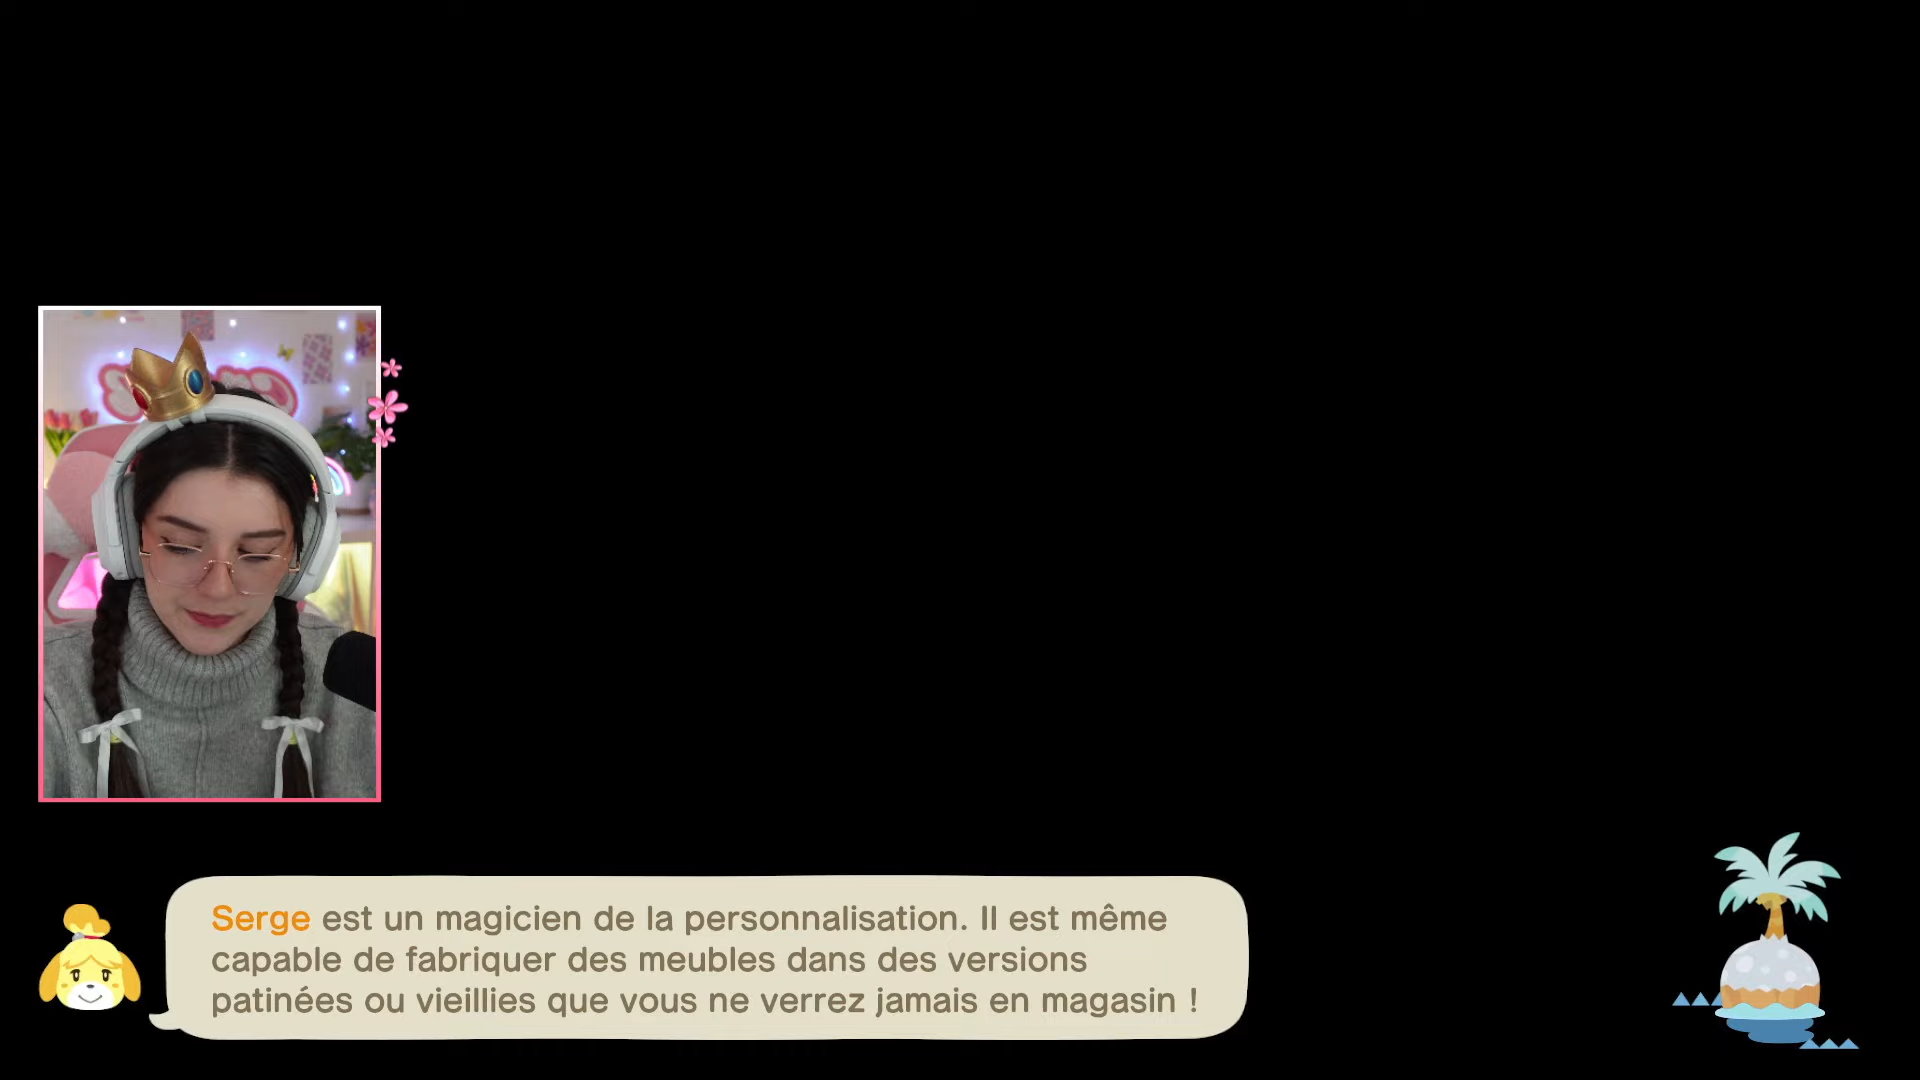 Serge est un magicien de la personnalisation. Il est même
capable de fabriquer des meubles dans des versions
patinées ou vieillies que vous ne verrez jamais en magasin !